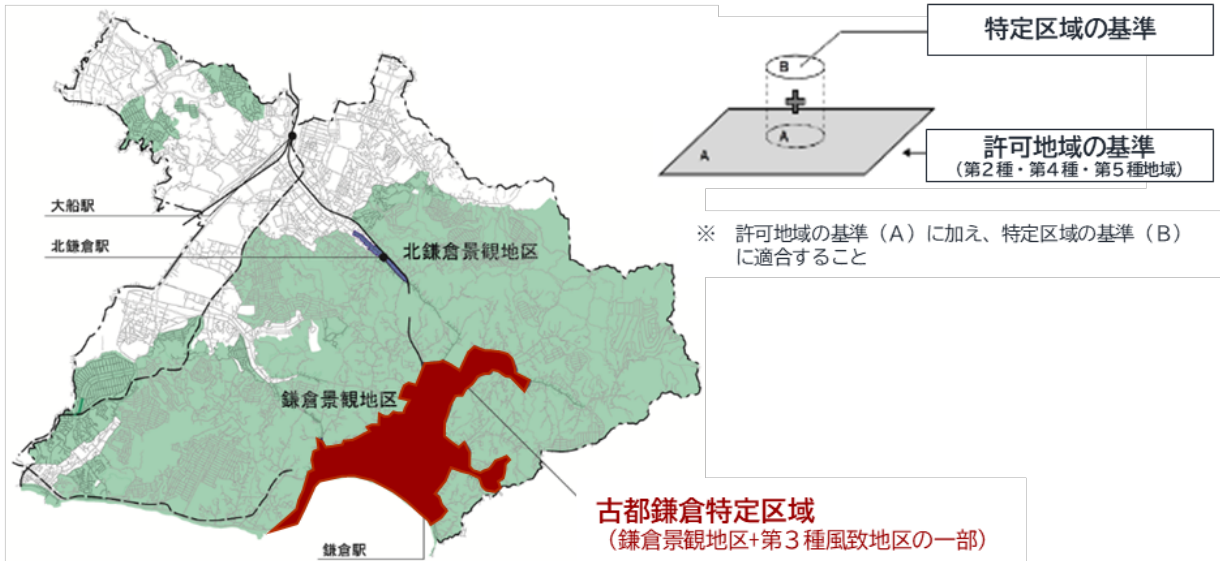 特定区域の基準
B
A
A
許可地域の基準
(第2種・第4種・第5種地域)
※ 許可地域の基準(A)に加え、特定区域の基準(B)
に適合すること
大船駅
北鎌倉駅
北鎌倉景観地区
鎌倉景観地区
古都鎌倉特定区域
(鎌倉景観地区+第3種風致地区の一部)
鎌倉駅